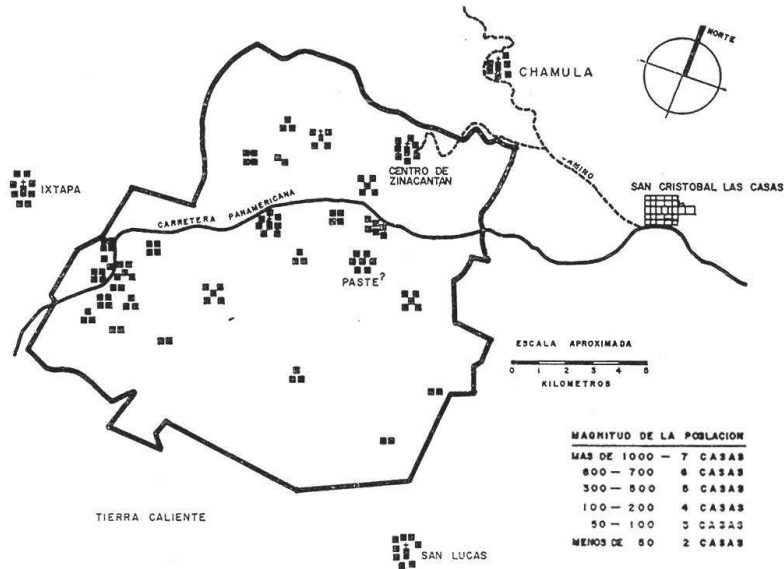 NORTE
CHAMULA
CENTRO DE
ZINACANTAN
CAMINO
SAN CRISTOBAL LAS CASAS
IXTAPA
CARRETERA PANAMERICANA
PASTE?
ESCALA APROXIMADA
0 1 2 3 4 5
KILOMETROS
MAGNITUD DE LA POBLACION
MAS DE 1000 — 7 CASAS
600 — 700 6 CASAS
300 — 500 5 CASAS
100 — 200 4 CASAS
50 — 100 3 CASAS
MENOS DE 50 2 CASAS
TIERRA CALIENTE
SAN LUCAS